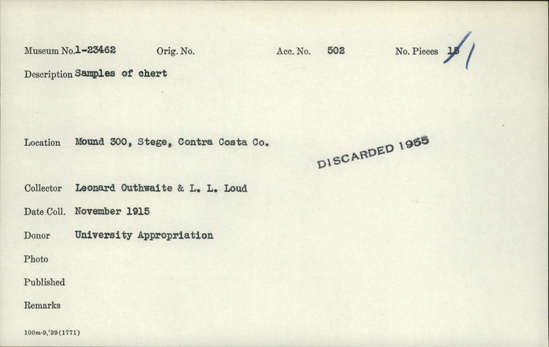 Museum No. 1-23462 Orig. No. Acc. No. 502 No. Pieces 15 1
Description Samples of chert
Location Mound 300, Stege, Contra Costa Co.
DISCARDED 1955
Collector Leonard Outhwaite & L. L. Loud
Date Coll. November 1915
Donor University Appropriation
Photo
Published
Remarks
100m-9,'29(1771)